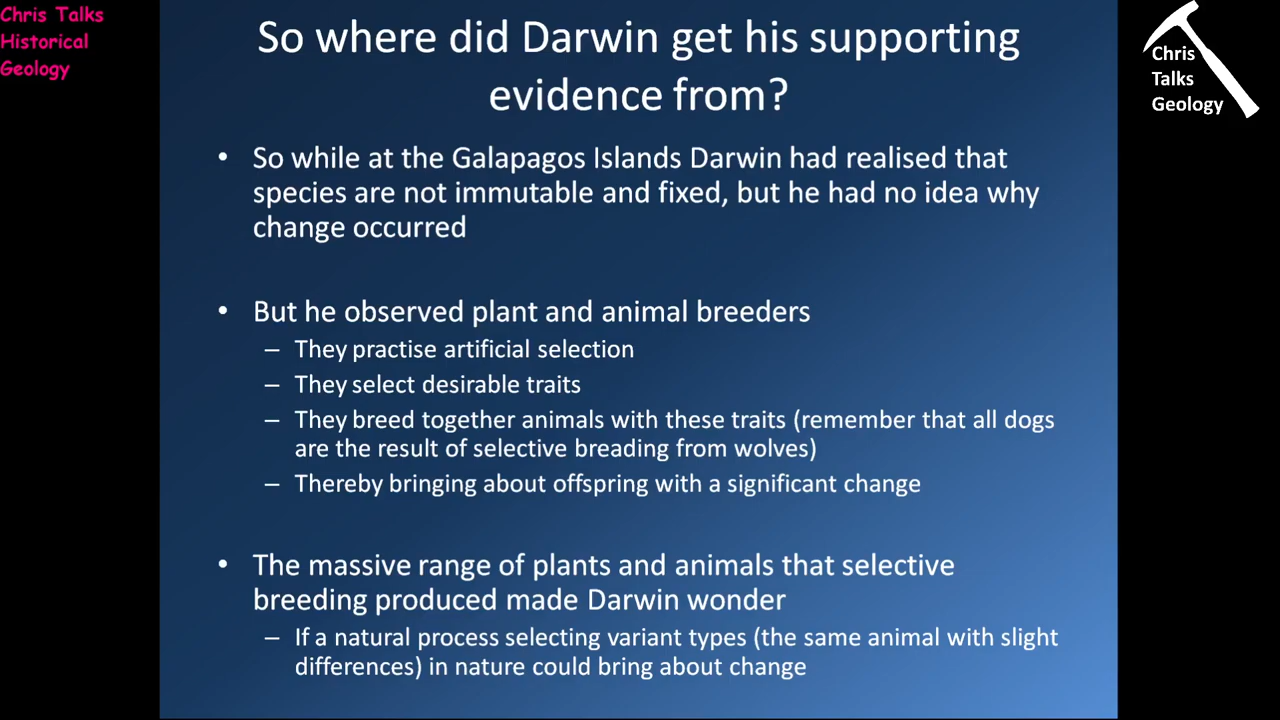 Chris Talks
Historical
Geology
Chris
Talks
Geology
So where did Darwin get his supporting
evidence from?
• So while at the Galapagos Islands Darwin had realised that
species are not immutable and fixed, but he had no idea why
change occurred
• But he observed plant and animal breeders
– They practise artificial selection
– They select desirable traits
– They breed together animals with these traits (remember that all dogs
are the result of selective breading from wolves)
– Thereby bringing about offspring with a significant change
• The massive range of plants and animals that selective
breeding produced made Darwin wonder
– If a natural process selecting variant types (the same animal with slight
differences) in nature could bring about change